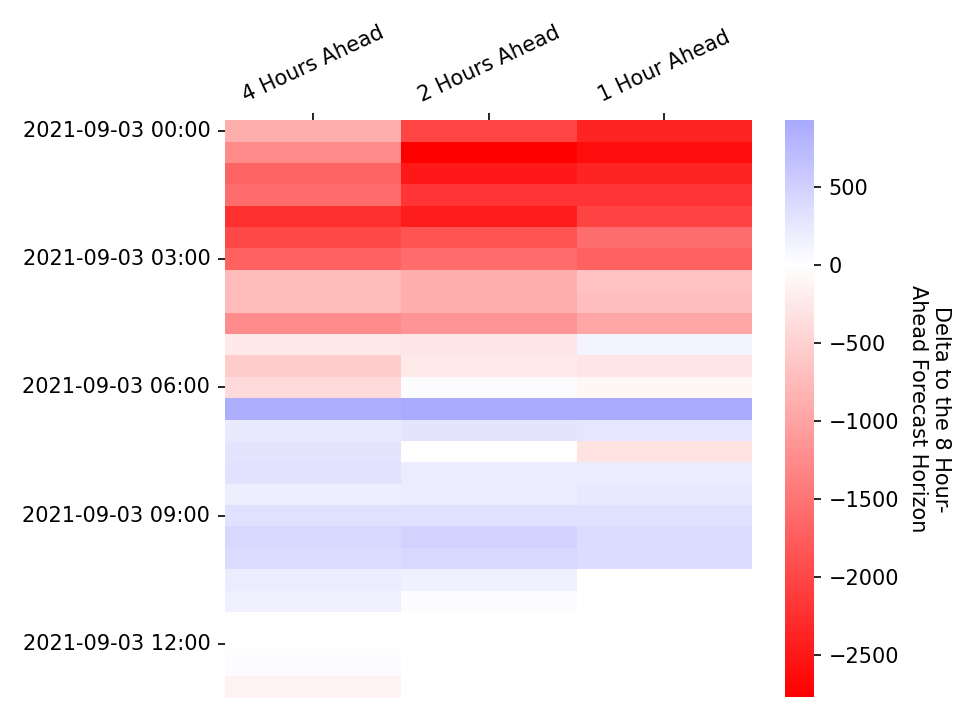 4 Hours Ahead
2 Hours Ahead
1 Hour Ahead
2021-09-03 00:00
2021-09-03 03:00
2021-09-03 06:00
2021-09-03 09:00
2021-09-03 12:00
500
0
−500
−1000
−1500
−2000
−2500
Delta to the 8 Hour-
Ahead Forecast Horizon